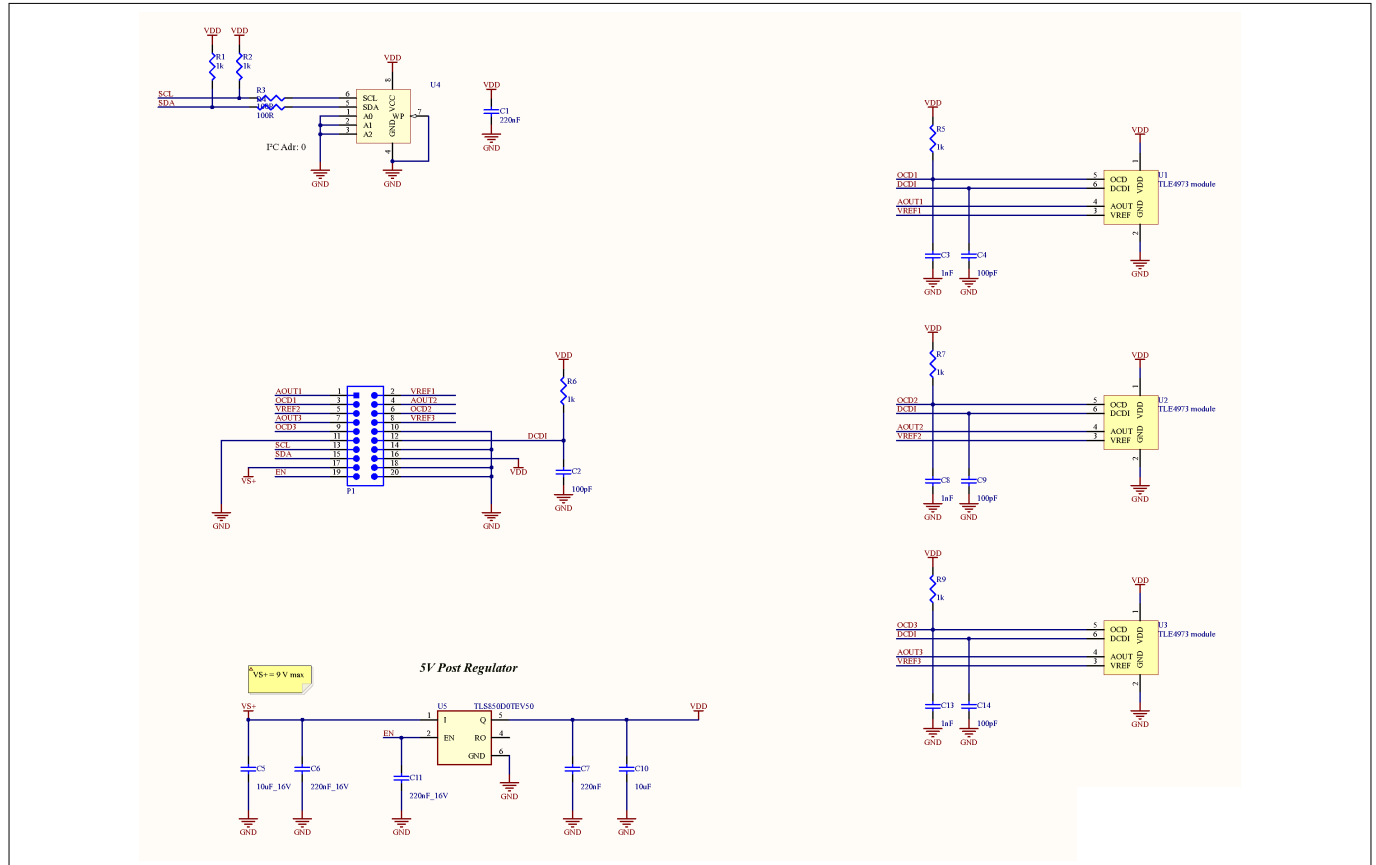 VDD VDD
R1 R2
1k 1k
VDD
U4
8
SCL R3 6 SCL VCC
SDA R4 5 SDA
100R 1 A0 WP 7
100R 2 A1
3 A2 GND
4
I²C Adr: 0
GND GND
VDD
C1
220nF
GND
VDD
R5
1k
VDD
1
U1
TLE4973 module
OCD1 5 OCD VDD
DCDI 6 DCDI
AOUT1 4 AOUT GND
VREF1 3 VREF
2
C3 C4
1nF 100pF
GND GND GND
VDD
R7
1k
VDD
1
U2
TLE4973 module
OCD2 5 OCD VDD
DCDI 6 DCDI
AOUT2 4 AOUT GND
VREF2 3 VREF
2
C8 C9
1nF 100pF
GND GND GND
VDD
R6
1k
AOUT1 1 2 VREF1
OCD1 3 4 AOUT2
VREF2 5 6 OCD2
AOUT3 7 8 VREF3
OCD3 9 10
11 12 DCDI
SCL 13 14
SDA 15 16
17 18
EN 19 20
VS+ P1 VDD
C2
100pF
GND GND GND
VDD
R9
1k
VDD
1
U3
TLE4973 module
OCD3 5 OCD VDD
DCDI 6 DCDI
AOUT3 4 AOUT GND
VREF3 3 VREF
2
C13 C14
1nF 100pF
GND GND GND
5V Post Regulator
VS+ = 9 V max
VS+ U5 TLS850D0TEV50 VDD
1 I Q 5
EN 2 EN RO 4
GND 6
GND
C5 C6 C11 C7 C10
10uF_16V 220nF_16V 220nF_16V 220nF 10uF
GND GND GND GND GND